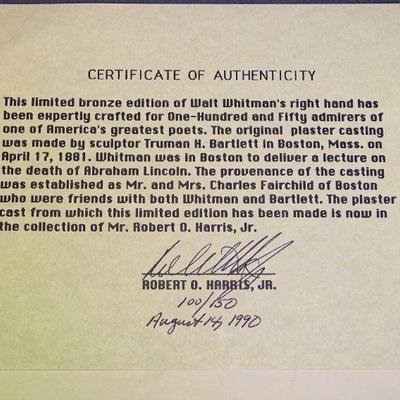 CERTIFICATE OF AUTHENTICITY
This limited bronze edition of Walt Whitman's right hand has
been expertly crafted for One-Hundred and Fifty admirers of
one of America's greatest poets. The original plaster casting
was made by sculptor Truman H. Bartlett in Boston, Mass. on
April 17, 1881. Whitman was in Boston to deliver a lecture on
the death of Abraham Lincoln. The provenance of the casting
was established as Mr. and Mrs. Charles Fairchild of Boston
who were friends with both Whitman and Bartlett. The plaster
cast from which this limited edition has been made is now in
the collection of Mr. Robert O. Harris, Jr.
ROBERT O. HARRIS, JR.
100/150
August 14, 1990